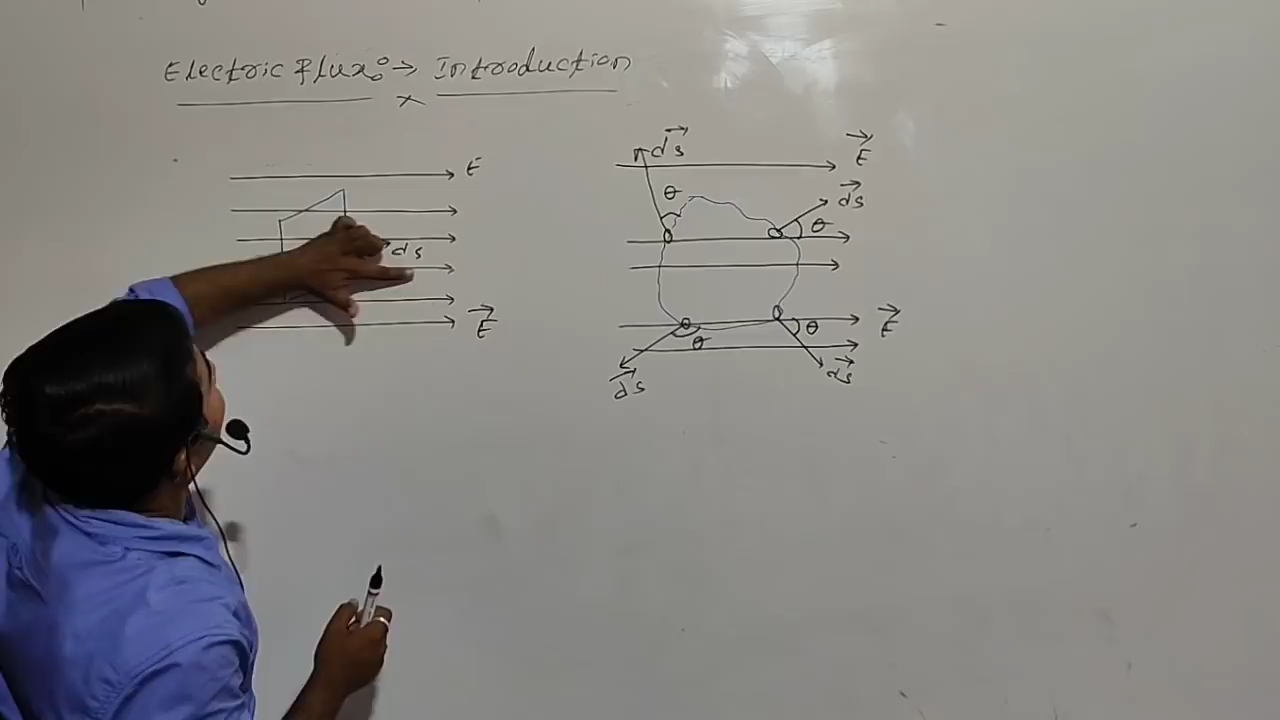 Electric flux :→ Introduction
×
E
ds
E
ds
E
ds
θ
θ
E
θ
θ
ds
ds